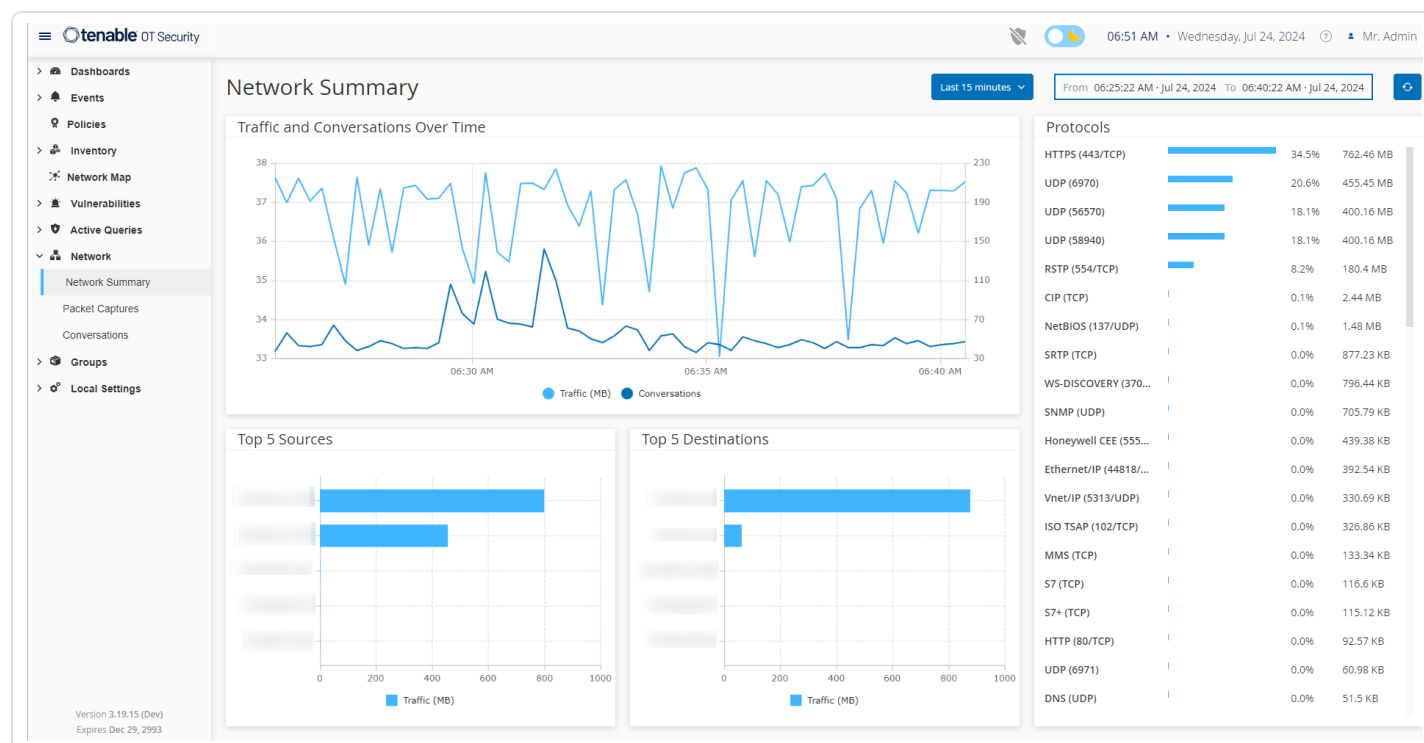 tenable OT Security
06:51 AM • Wednesday, Jul 24, 2024 ? Mr. Admin
Dashboards
Events
Policies
Inventory
Network Map
Vulnerabilities
Active Queries
Network
Network Summary
Packet Captures
Conversations
Groups
Local Settings
Version 3.19.15 (Dev)
Expires Dec 29, 2993
Network Summary
Last 15 minutes
From 06:25:22 AM · Jul 24, 2024 To 06:40:22 AM · Jul 24, 2024
Traffic and Conversations Over Time
38 230
37 190
36 150
35 110
34 70
33 30
06:30 AM 06:35 AM 06:40 AM
Traffic (MB) Conversations
Top 5 Sources
0 200 400 600 800 1000
Traffic (MB)
Top 5 Destinations
0 200 400 600 800 1000
Traffic (MB)
Protocols
HTTPS (443/TCP) 34.5% 762.46 MB
UDP (6970) 20.6% 455.45 MB
UDP (56570) 18.1% 400.16 MB
UDP (58940) 18.1% 400.16 MB
RSTP (554/TCP) 8.2% 180.4 MB
CIP (TCP) 0.1% 2.44 MB
NetBIOS (137/UDP) 0.1% 1.48 MB
SRTP (TCP) 0.0% 877.23 KB
WS-DISCOVERY (370... 0.0% 796.44 KB
SNMP (UDP) 0.0% 705.79 KB
Honeywell CEE (555... 0.0% 439.38 KB
Ethernet/IP (44818/... 0.0% 392.54 KB
Vnet/IP (5313/UDP) 0.0% 330.69 KB
ISO TSAP (102/TCP) 0.0% 326.86 KB
MMS (TCP) 0.0% 133.34 KB
S7 (TCP) 0.0% 116.6 KB
S7+ (TCP) 0.0% 115.12 KB
HTTP (80/TCP) 0.0% 92.57 KB
UDP (6971) 0.0% 60.98 KB
DNS (UDP) 0.0% 51.5 KB